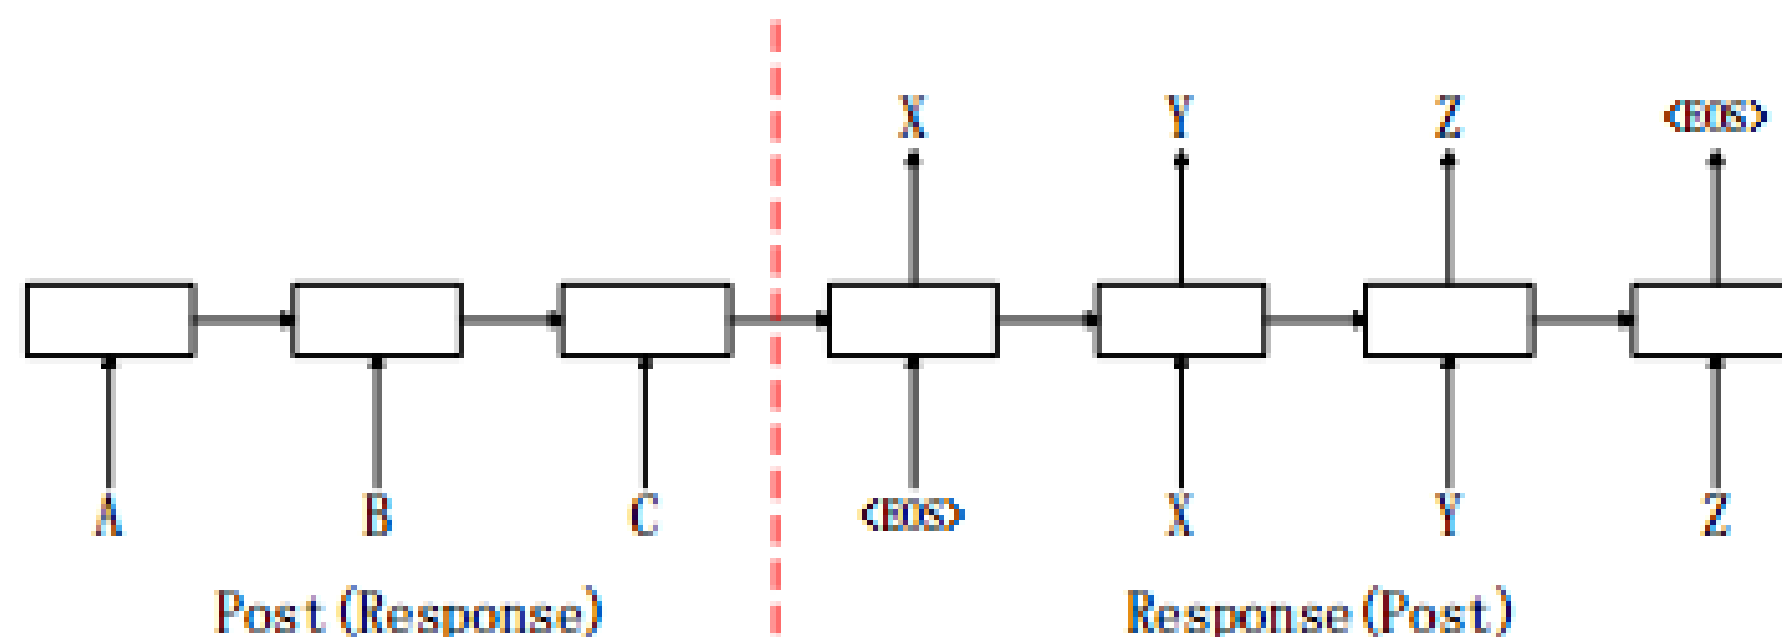 X Y Z <EOS>
A B C <EOS> X Y Z
Post(Response) Response(Post)